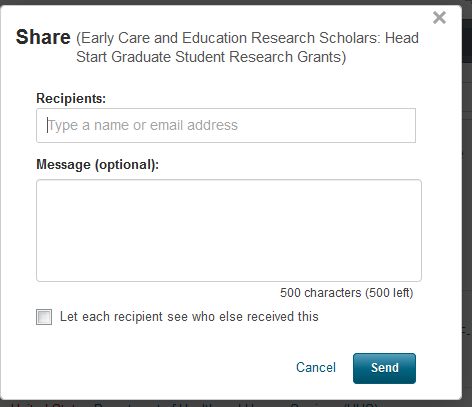 Share (Early Care and Education Research Scholars: Head
Start Graduate Student Research Grants)
Recipients:
Type a name or email address
Message (optional):
500 characters (500 left)
Let each recipient see who else received this
Cancel
Send